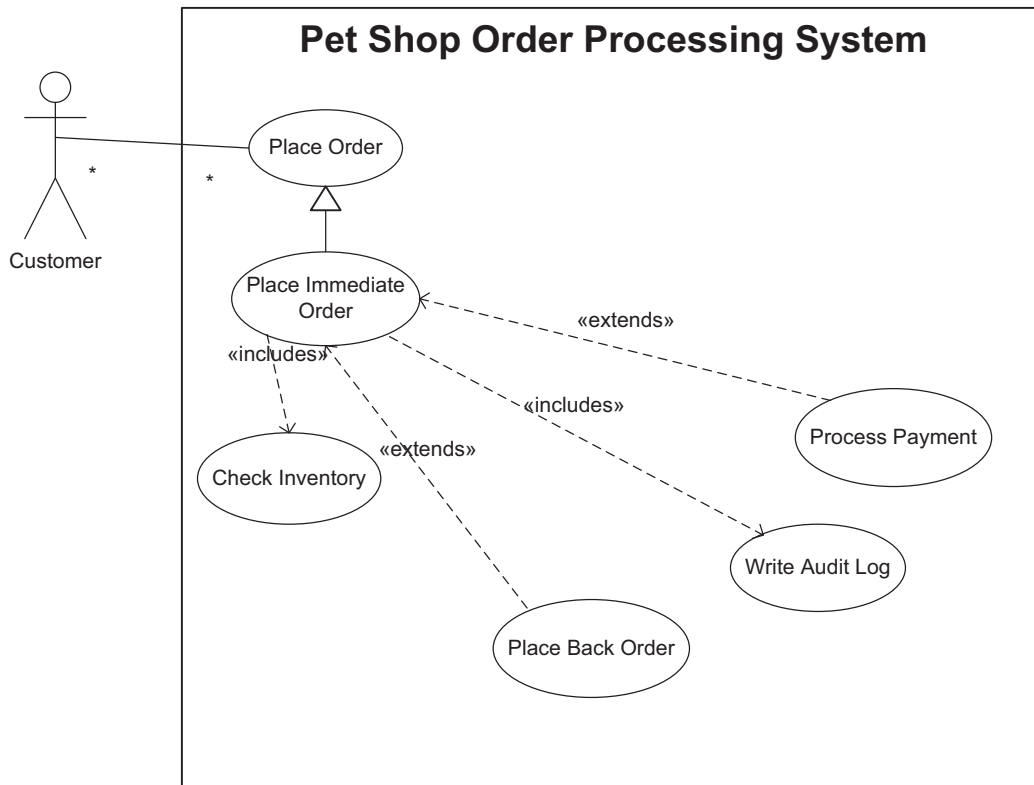 Pet Shop Order Processing System
Place Order
*
*
Customer
Place Immediate
Order
«extends»
«includes»
«includes»
Process Payment
«extends»
Check Inventory
Write Audit Log
Place Back Order